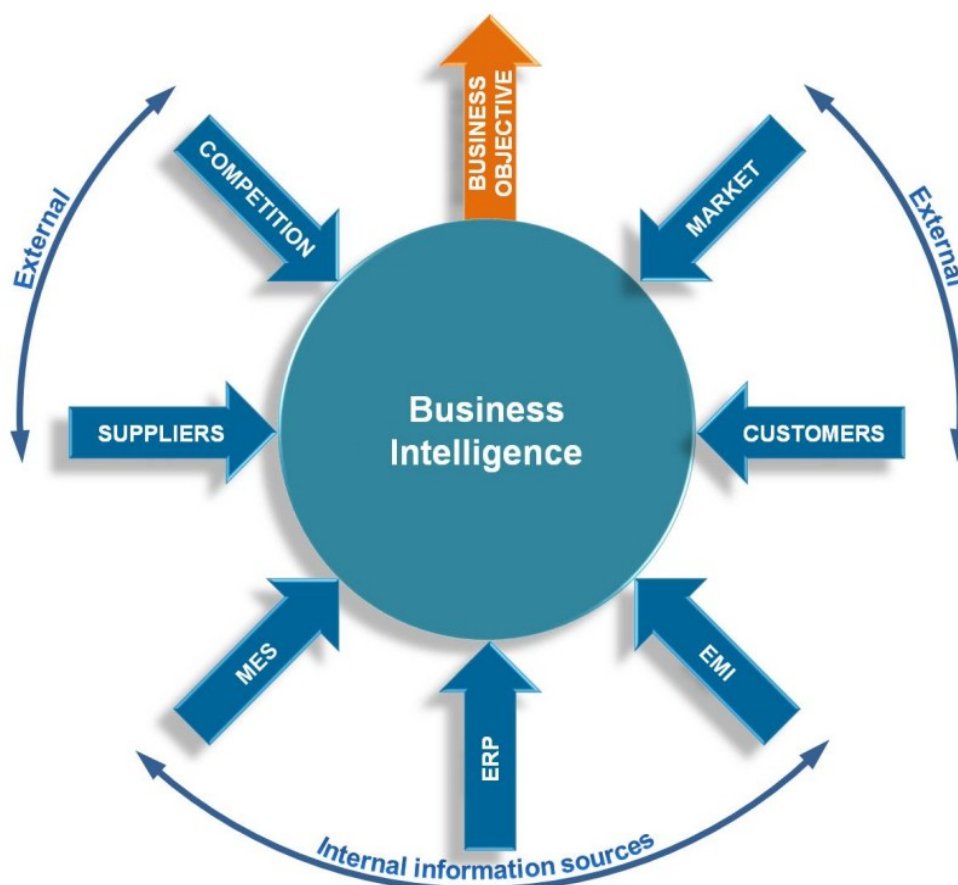 BUSINESS
OBJECTIVE
COMPETITION
MARKET
External
External
SUPPLIERS
Business
Intelligence
CUSTOMERS
MES
ERP
EMI
Internal information sources